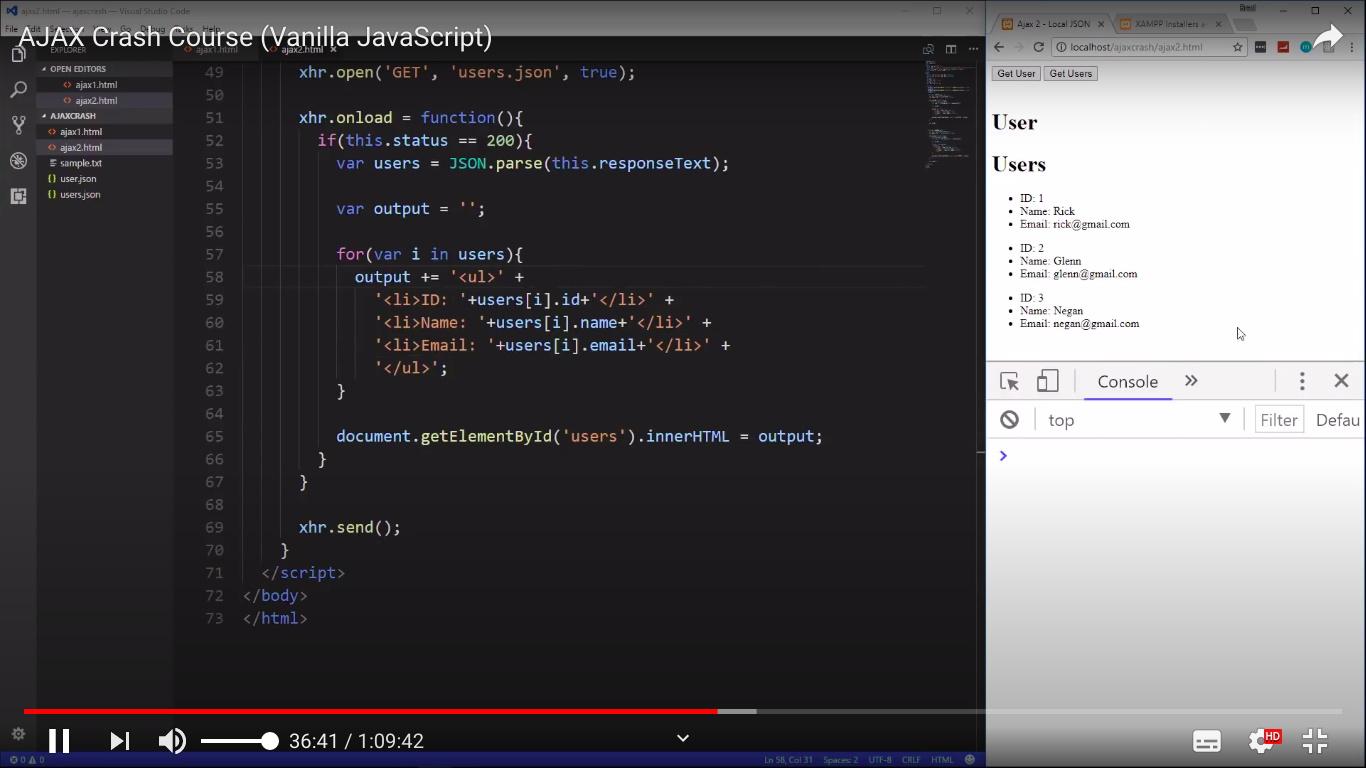 ajax2.html — ajaxcrash — Visual Studio Code
AJAX Crash Course (Vanilla JavaScript)
EXPLORER
OPEN EDITORS
ajax1.html
ajax2.html
AJAXCRASH
ajax1.html
ajax2.html
sample.txt
user.json
users.json
ajax1.html
ajax2.html
49 xhr.open('GET', 'users.json', true);
50
51 xhr.onload = function(){
52 if(this.status == 200){
53 var users = JSON.parse(this.responseText);
54
55 var output = '';
56
57 for(var i in users){
58 output += '<ul>' +
59 '<li>ID: '+users[i].id+'</li>' +
60 '<li>Name: '+users[i].name+'</li>' +
61 '<li>Email: '+users[i].email+'</li>' +
62 '</ul>';
63 }
64
65 document.getElementById('users').innerHTML = output;
66 }
67 }
68
69 xhr.send();
70 }
71 </script>
72 </body>
73 </html>
Brad
Ajax 2 - Local JSON
XAMPP Installers
localhost/ajaxcrash/ajax2.html
Get User Get Users
User
Users
ID: 1
Name: Rick
Email: rick@gmail.com
ID: 2
Name: Glenn
Email: glenn@gmail.com
ID: 3
Name: Negan
Email: negan@gmail.com
Console
top Filter Defau
36:41 / 1:09:42
HD
0 0
Ln 58, Col 31 Spaces: 2 UTF-8 CRLF HTML